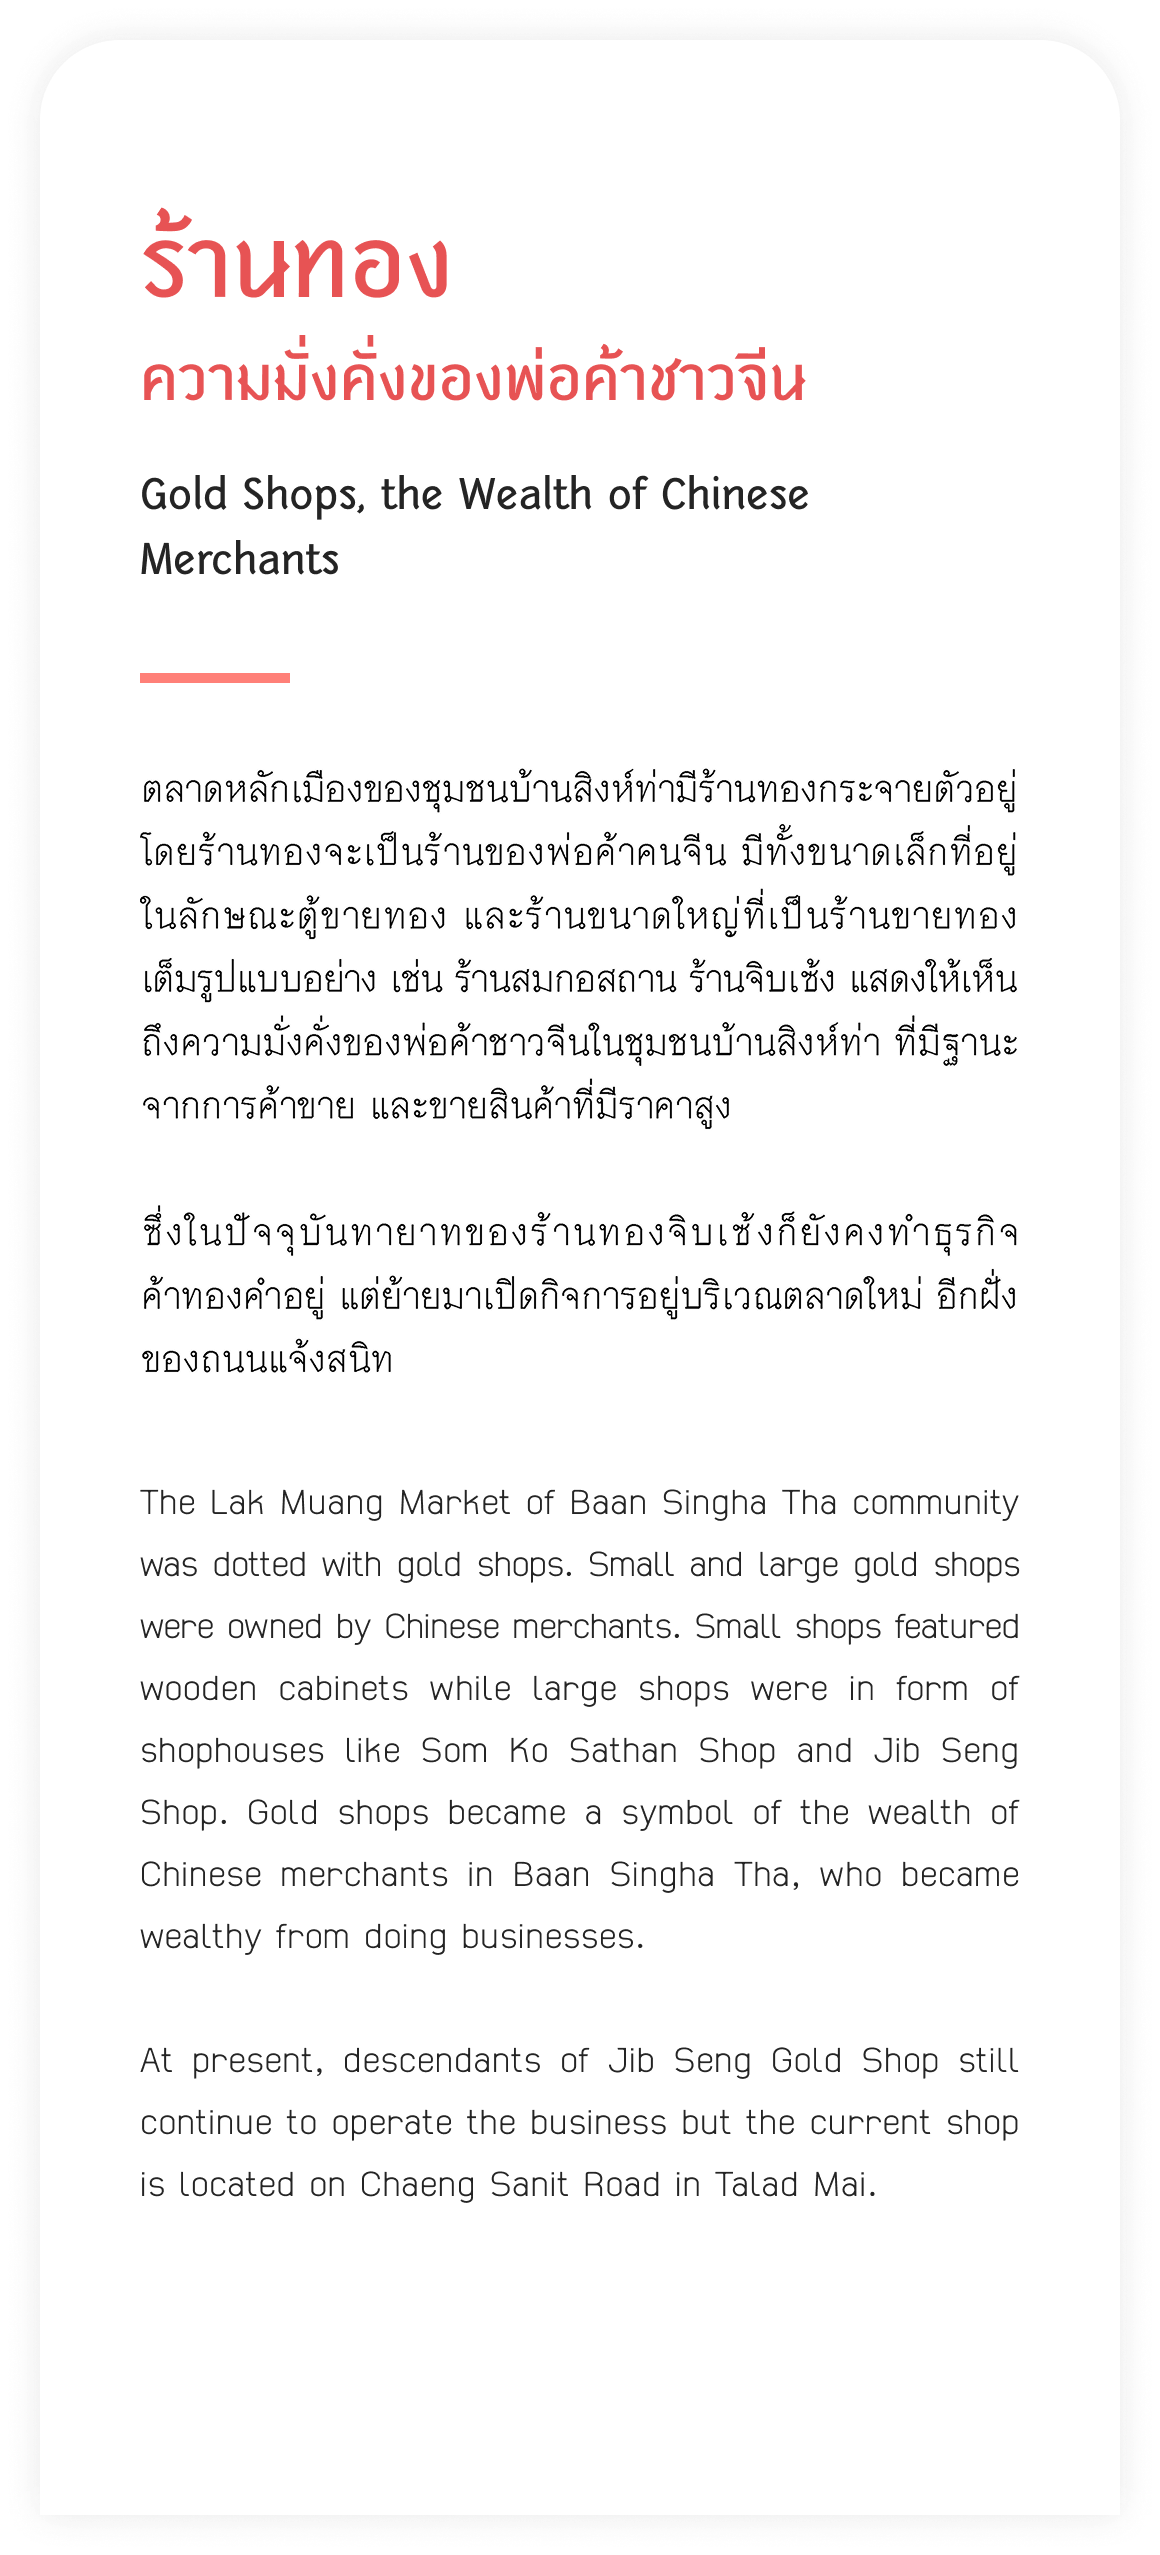 ร้านทอง
ความมั่งคั่งของพ่อค้าชาวจีน
Gold Shops, the Wealth of Chinese
Merchants
ตลาดหลักเมืองของชุมชนบ้านสิงห์ท่ามีร้านทองกระจายตัวอยู่
โดยร้านทองจะเป็นร้านของพ่อค้าคนจีน มีทั้งขนาดเล็กที่อยู่
ในลักษณะตู้ขายทอง และร้านขนาดใหญ่ที่เป็นร้านขายทอง
เต็มรูปแบบอย่าง เช่น ร้านสมกอสถาน ร้านจิบเซ้ง แสดงให้เห็น
ถึงความมั่งคั่งของพ่อค้าชาวจีนในชุมชนบ้านสิงห์ท่า ที่มีฐานะ
จากการค้าขาย และขายสินค้าที่มีราคาสูง
ซึ่งในปัจจุบันทายาทของร้านทองจิบเซ้งก็ยังคงทำธุรกิจ
ค้าทองคำอยู่ แต่ย้ายมาเปิดกิจการอยู่บริเวณตลาดใหม่ อีกฝั่ง
ของถนนแจ้งสนิท
The Lak Muang Market of Baan Singha Tha community
was dotted with gold shops. Small and large gold shops
were owned by Chinese merchants. Small shops featured
wooden cabinets while large shops were in form of
shophouses like Som Ko Sathan Shop and Jib Seng
Shop. Gold shops became a symbol of the wealth of
Chinese merchants in Baan Singha Tha, who became
wealthy from doing businesses.
At present, descendants of Jib Seng Gold Shop still
continue to operate the business but the current shop
is located on Chaeng Sanit Road in Talad Mai.